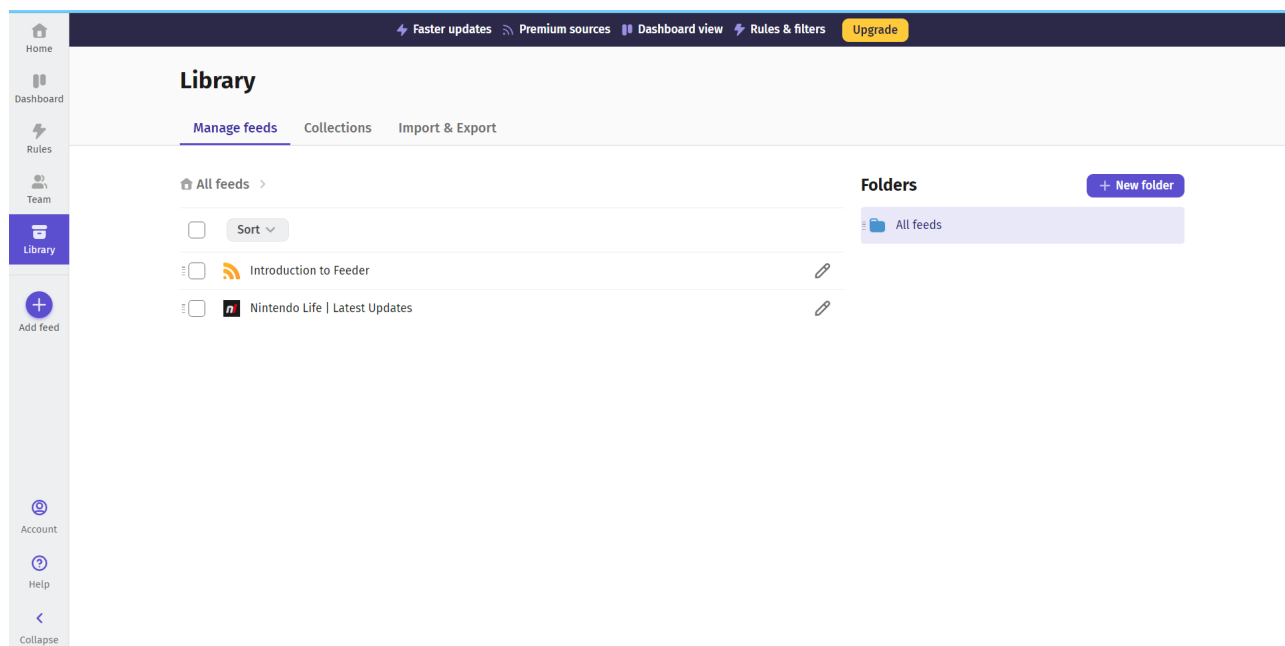 Faster updates Premium sources Dashboard view Rules & filters Upgrade
Home
Dashboard
Rules
Team
Library
Add feed
Account
Help
Collapse
Library
Manage feeds Collections Import & Export
All feeds
Sort
Introduction to Feeder
Nintendo Life | Latest Updates
Folders
New folder
All feeds